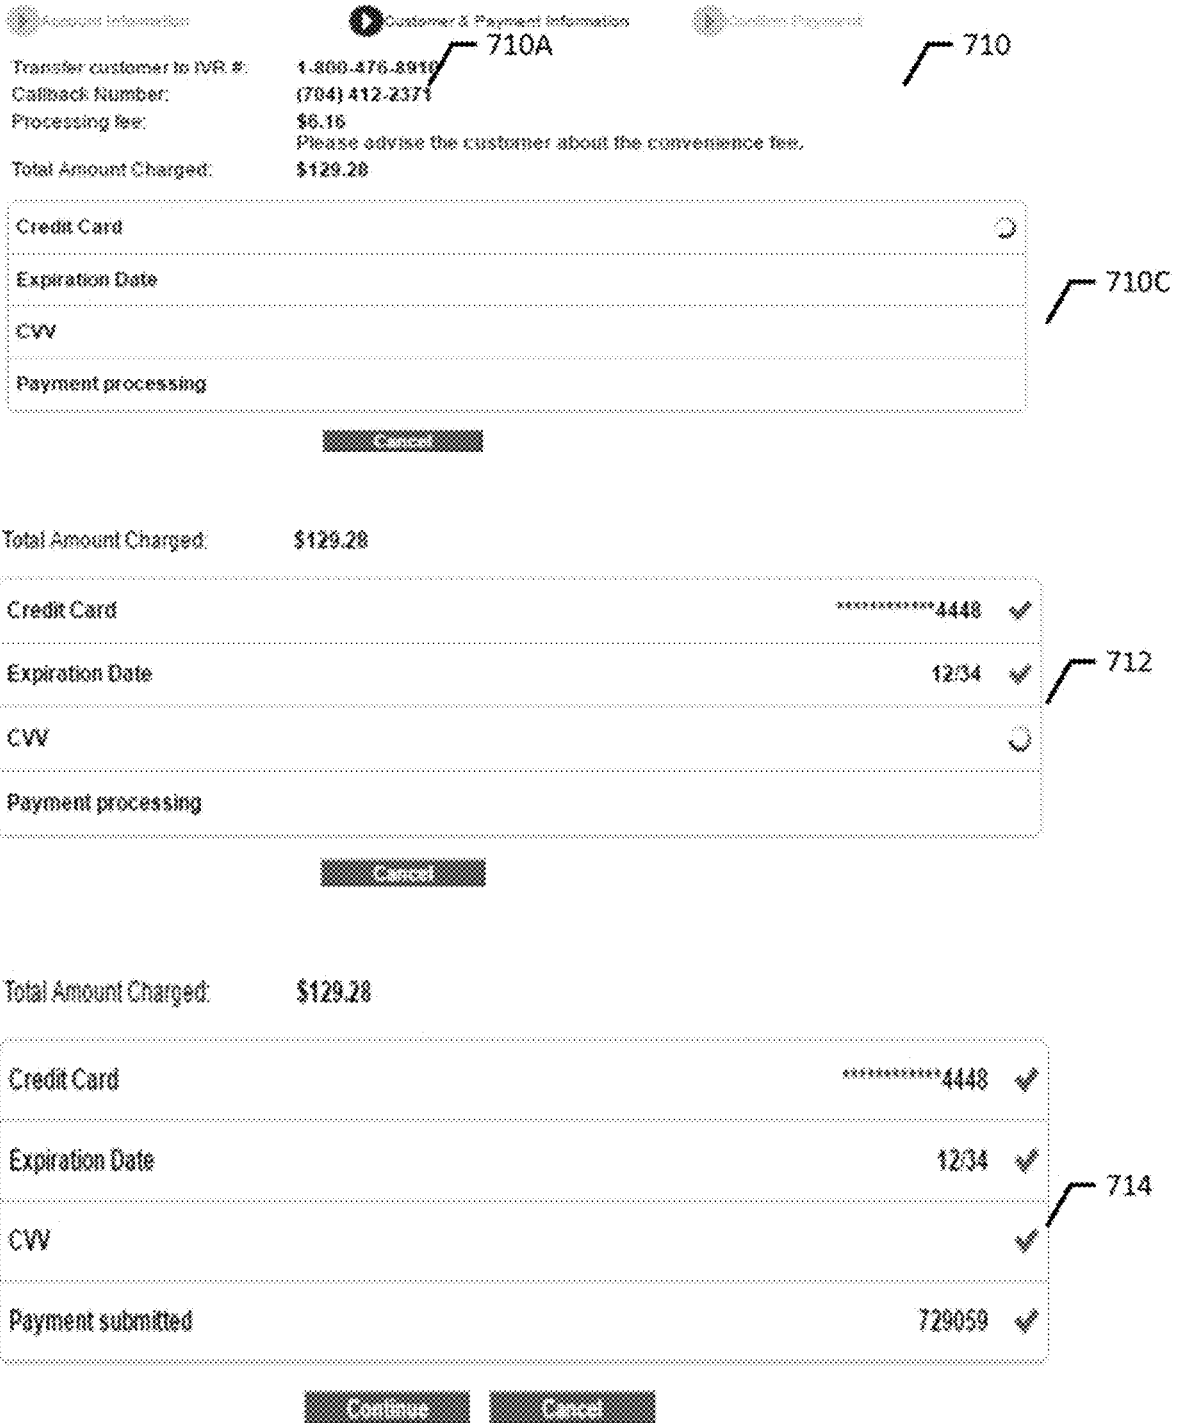 Account Information Customer & Payment Information Confirm Payment
710A 710
Transfer customer to IVR #: 1-800-476-8910
Callback Number: (704) 412-2371
Processing fee: $6.16
Please advise the customer about the convenience fee.
Total Amount Charged: $129.28
Credit Card
Expiration Date
710C
CVV
Payment processing
Cancel
Total Amount Charged: $129.28
Credit Card ************4448
Expiration Date 12/34
712
CVV
Payment processing
Cancel
Total Amount Charged: $129.28
Credit Card ************4448
Expiration Date 12/34
714
CVV
Payment submitted 729059
Continue Cancel